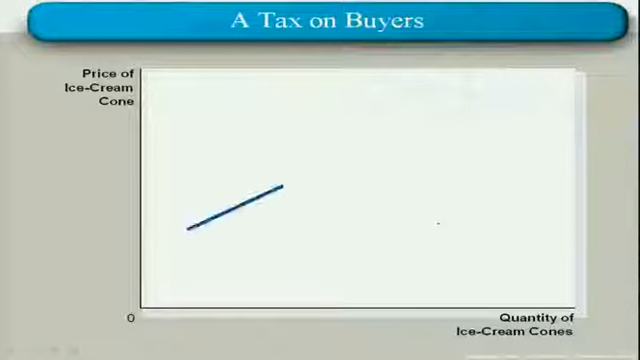 A Tax on Buyers
Price of
Ice-Cream
Cone
0
Quantity of
Ice-Cream Cones